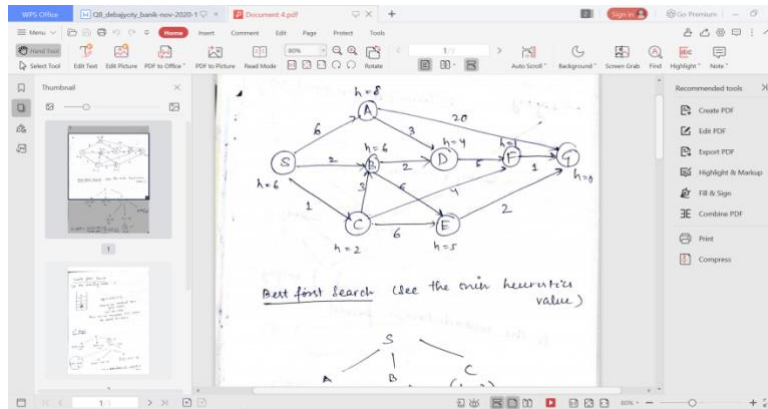 WPS Office
QB_debajyoty_banik-nov-2020-1
Document 4.pdf
Sign in
Go Premium
Menu
Home
Insert
Comment
Edit
Page
Protect
Tools
Hand Tool
Select Tool
Edit Text
Edit Picture
PDF to Office
PDF to Picture
Read Mode
80%
Rotate
1/2
Auto Scroll
Background
Screen Grab
Find
Highlight
Note
Thumbnail
1
Recommended tools
Create PDF
Edit PDF
Export PDF
Highlight & Markup
Fill & Sign
Combine PDF
Print
Compress
h=8
A
20
6
3
h=6
h=4
h=1
S
2
B
2
D
F
1
G
h=6
h=0
1
3
4
2
C
6
E
h=2
h=5
Best first Search (see the only heuristics
value)
S
A
B
C
80%